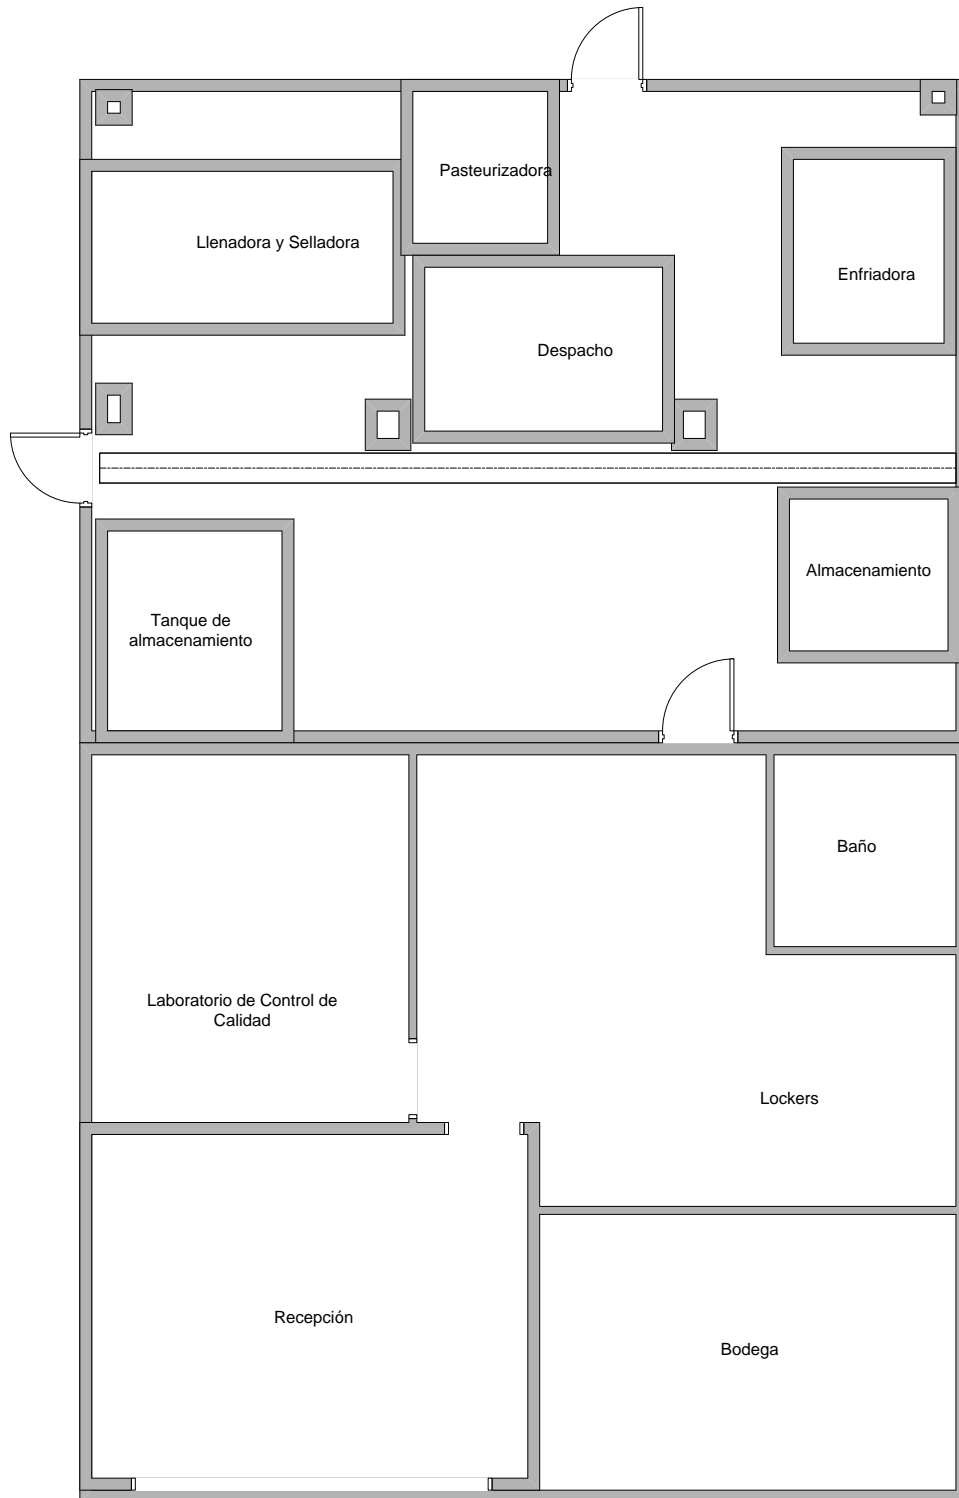 Pasteurizadora
Llenadora y Selladora
Enfriadora
Despacho
Almacenamiento
Tanque de
almacenamiento
Baño
Laboratorio de Control de
Calidad
Lockers
Recepción
Bodega